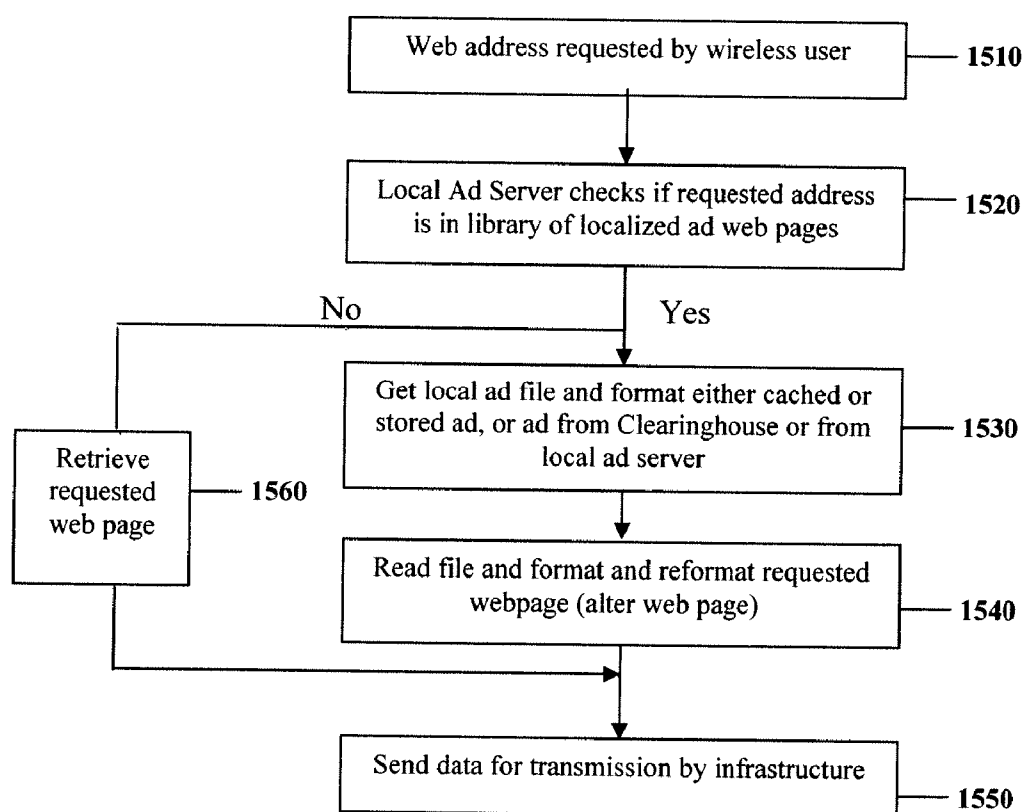 Web address requested by wireless user
1510
Local Ad Server checks if requested address
is in library of localized ad web pages
1520
No
Yes
Get local ad file and format either cached or
stored ad, or ad from Clearinghouse or from
local ad server
1530
Retrieve
requested
web page
1560
Read file and format and reformat requested
webpage (alter web page)
1540
Send data for transmission by infrastructure
1550